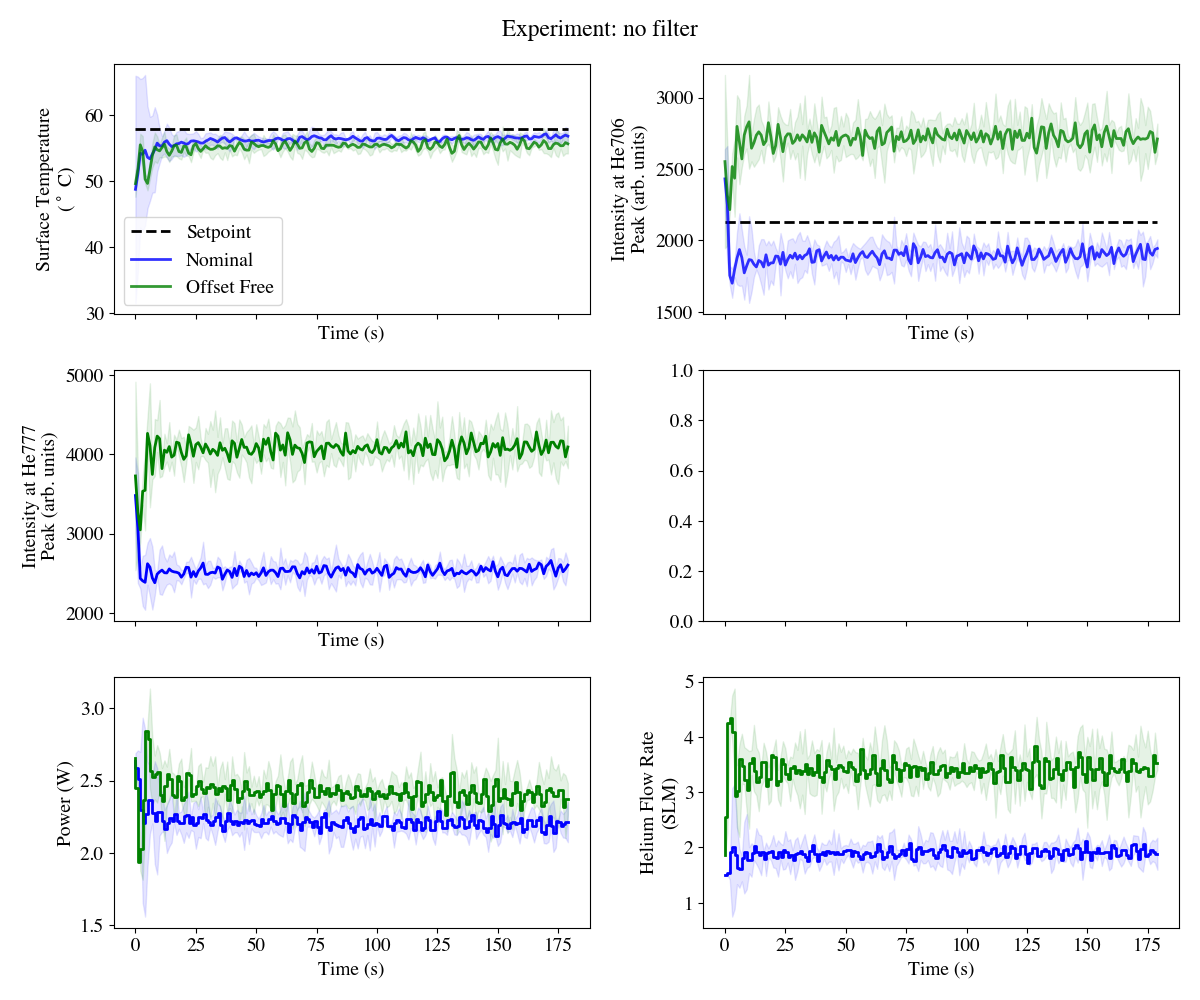 Experiment: no filter
Surface Temperature
(° C)
60
50
40
30
Setpoint
Nominal
Offset Free
Time (s)
Intensity at He706
Peak (arb. units)
3000
2500
2000
1500
Time (s)
Intensity at He777
Peak (arb. units)
5000
4000
3000
2000
Time (s)
1.0
0.8
0.6
0.4
0.2
0.0
Power (W)
3.0
2.5
2.0
1.5
0 25 50 75 100 125 150 175
Time (s)
Helium Flow Rate
(SLM)
5
4
3
2
1
0 25 50 75 100 125 150 175
Time (s)